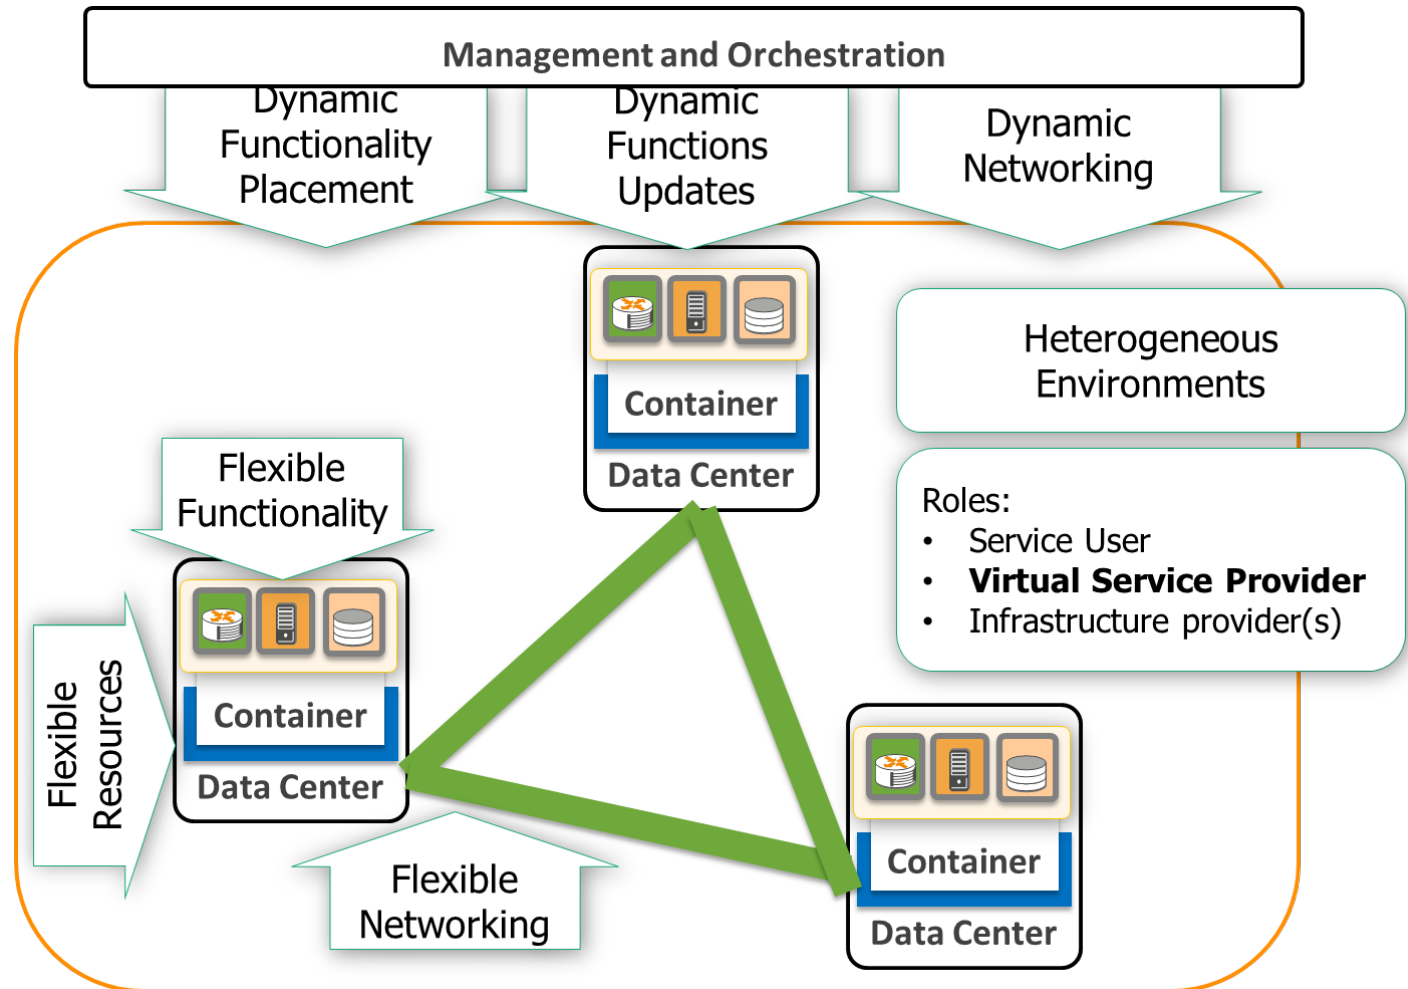 Management and Orchestration
Dynamic
Functionality
Placement
Dynamic
Functions
Updates
Dynamic
Networking
Heterogeneous
Environments
Container
Data Center
Flexible
Functionality
Roles:
• Service User
• Virtual Service Provider
• Infrastructure provider(s)
Flexible
Resources
Container
Data Center
Flexible
Networking
Container
Data Center